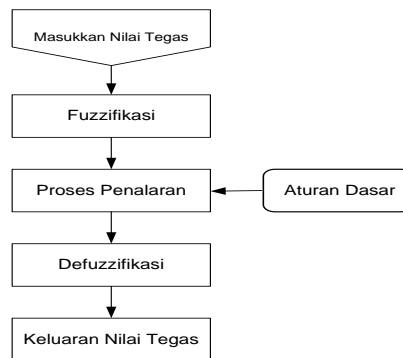 Masukkan Nilai Tegas
Fuzzifikasi
Proses Penalaran
Aturan Dasar
Defuzzifikasi
Keluaran Nilai Tegas